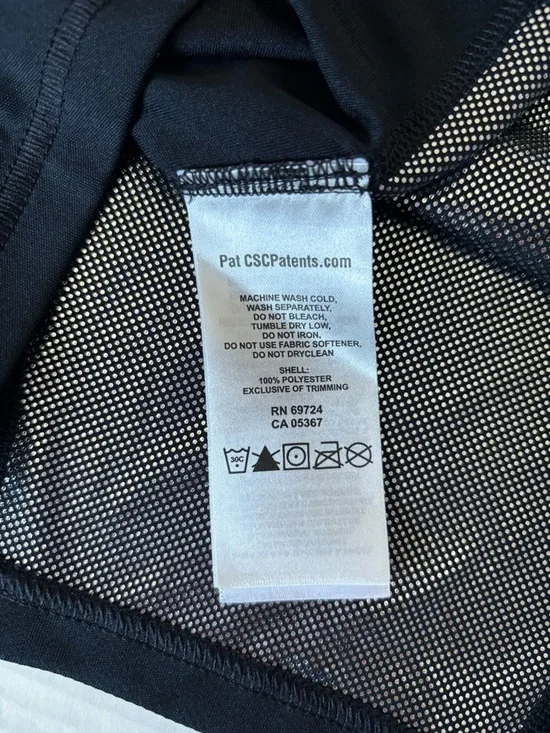 Pat CSCPatents.com
MACHINE WASH COLD,
WASH SEPARATELY,
DO NOT BLEACH,
TUMBLE DRY LOW,
DO NOT IRON,
DO NOT USE FABRIC SOFTENER,
DO NOT DRYCLEAN
SHELL:
100% POLYESTER
EXCLUSIVE OF TRIMMING
RN 69724
CA 05367
30C